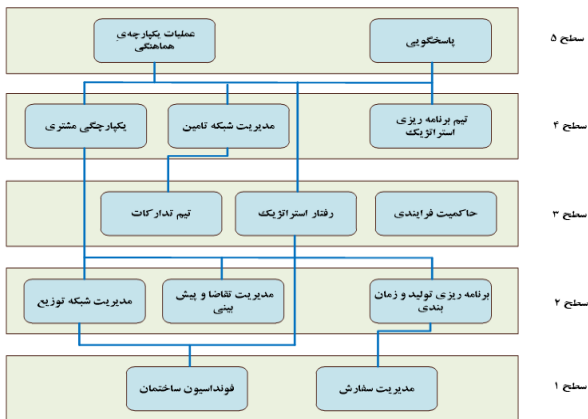 سطح ۵
پاسخگویی
عملیات یکپارچه‌ي
هماهنگی
سطح ۴
تیم برنامه ریزی
استراتژیک
مدیریت شبکه تامین
یکپارچگی مشتری
سطح ۳
حاکمیت فرایندی
رفتار استراتژیک
تیم تدارکات
سطح ۲
برنامه ریزی تولید و زمان
بندی
مدیریت تقاضا و پیش
بینی
مدیریت شبکه توزیع
سطح ۱
مدیریت سفارش
فونداسیون ساختمان